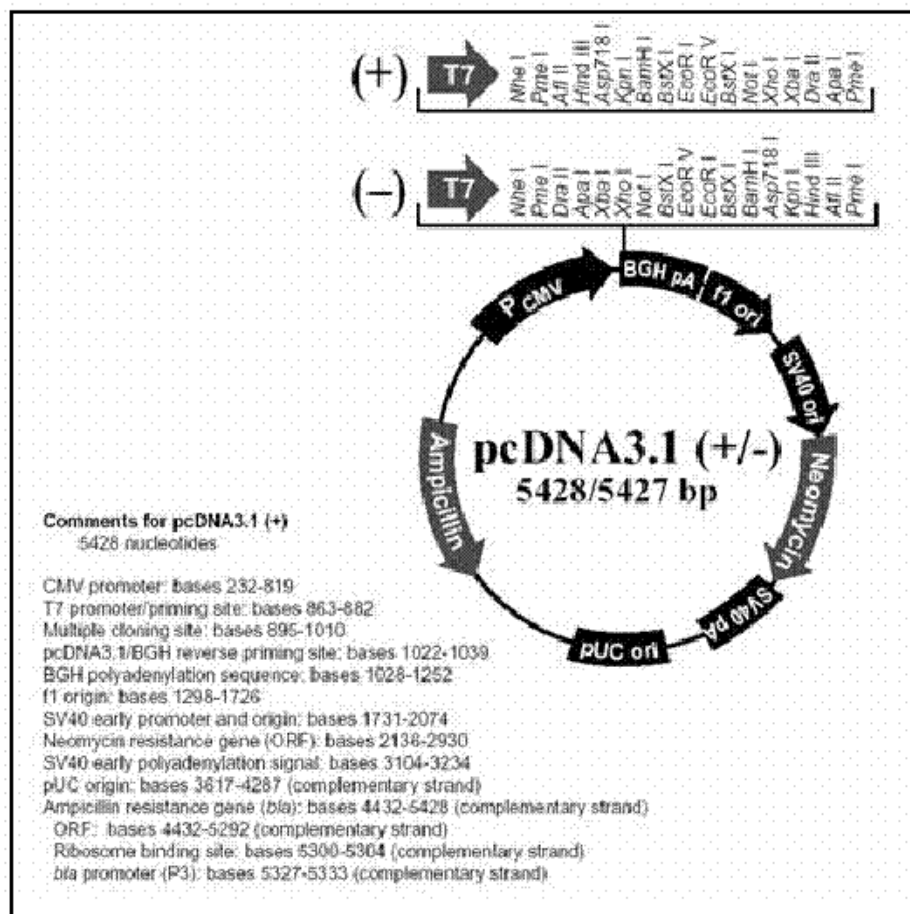 (+) T7 Nhe I Pme I Afl II Hind III Asp718 I Kpn I BamH I BstX I EcoR I EcoR V BstX I Not I Xho I Xba I Dra II Apa I Pme I
(–) T7 Nhe I Pme I Dra II Apa I Xba I Xho I Not I BstX I EcoR V EcoR I BstX I BamH I Asp718 I Kpn I Hind III Afl II Pme I
P CMV
BGH pA
f1 ori
SV40 ori
Neomycin
SV40 pA
pUC ori
Ampicillin
pcDNA3.1 (+/-)
5428/5427 bp
Comments for pcDNA3.1 (+)
5428 nucleotides
CMV promoter: bases 232-819
T7 promoter/priming site: bases 863-882
Multiple cloning site: bases 895-1010
pcDNA3.1/BGH reverse priming site: bases 1022-1039
BGH polyadenylation sequence: bases 1028-1252
f1 origin: bases 1298-1726
SV40 early promoter and origin: bases 1731-2074
Neomycin resistance gene (ORF): bases 2136-2930
SV40 early polyadenylation signal: bases 3104-3234
pUC origin: bases 3617-4287 (complementary strand)
Ampicillin resistance gene (bla): bases 4432-5428 (complementary strand)
ORF: bases 4432-5292 (complementary strand)
Ribosome binding site: bases 5300-5304 (complementary strand)
bla promoter (P3): bases 5327-5333 (complementary strand)